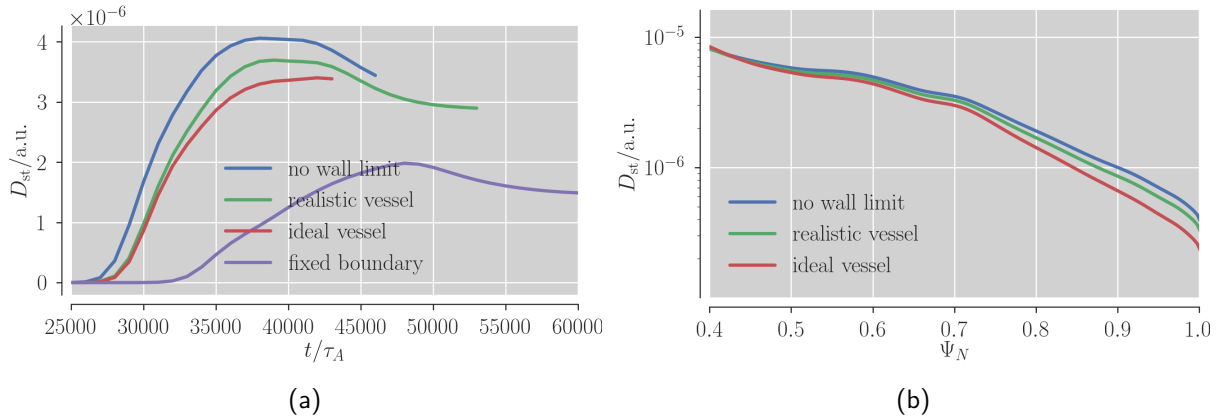 ×10⁻⁶
4
3
2
1
0
D_st/a.u.
no wall limit
realistic vessel
ideal vessel
fixed boundary
25000 30000 35000 40000 45000 50000 55000 60000
t/τ_A
(a)
10⁻⁵
10⁻⁶
D_st/a.u.
no wall limit
realistic vessel
ideal vessel
0.4 0.5 0.6 0.7 0.8 0.9 1.0
Ψ_N
(b)